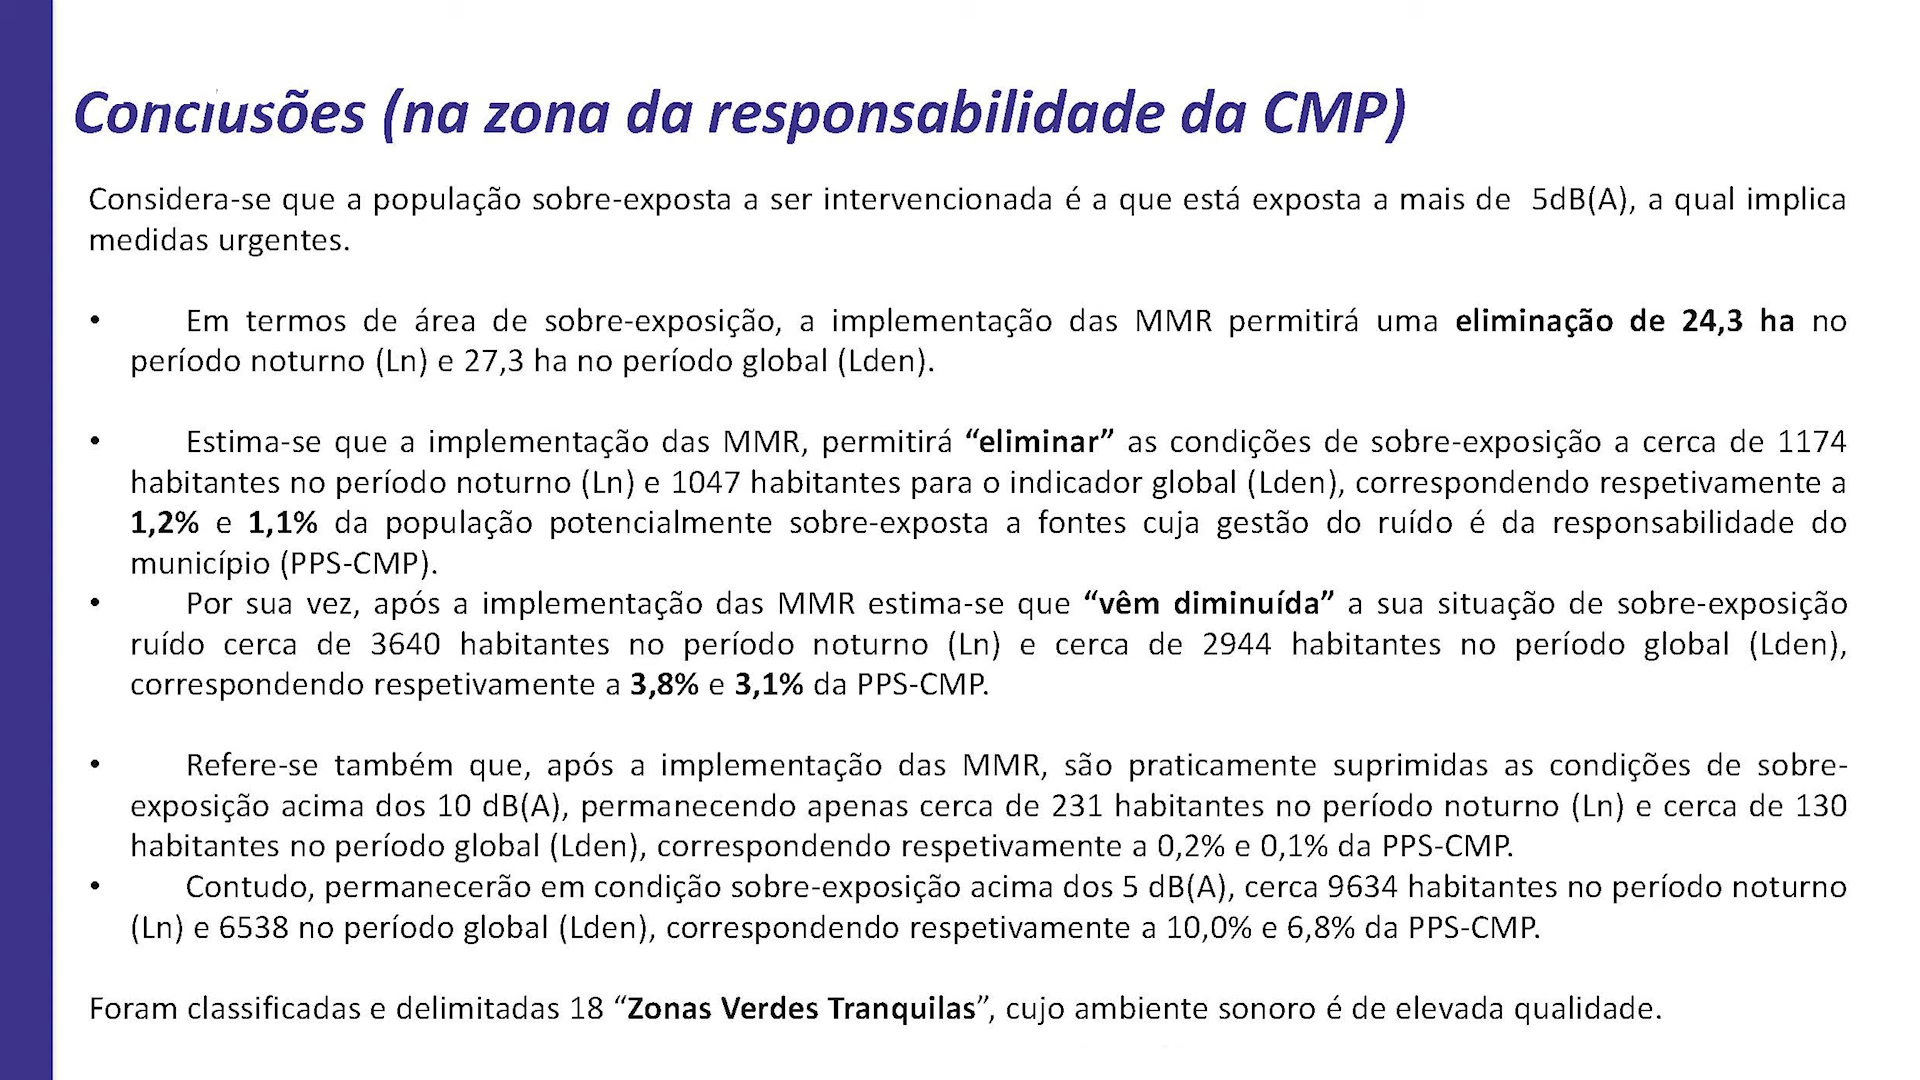 Conclusões (na zona da responsabilidade da CMP)
Considera-se que a população sobre-exposta a ser intervencionada é a que está exposta a mais de 5dB(A), a qual implica
medidas urgentes.
• Em termos de área de sobre-exposição, a implementação das MMR permitirá uma eliminação de 24,3 ha no
período noturno (Ln) e 27,3 ha no período global (Lden).
• Estima-se que a implementação das MMR, permitirá “eliminar” as condições de sobre-exposição a cerca de 1174
habitantes no período noturno (Ln) e 1047 habitantes para o indicador global (Lden), correspondendo respetivamente a
1,2% e 1,1% da população potencialmente sobre-exposta a fontes cuja gestão do ruído é da responsabilidade do
município (PPS-CMP).
• Por sua vez, após a implementação das MMR estima-se que “vêm diminuída” a sua situação de sobre-exposição
ruído cerca de 3640 habitantes no período noturno (Ln) e cerca de 2944 habitantes no período global (Lden),
correspondendo respetivamente a 3,8% e 3,1% da PPS-CMP.
• Refere-se também que, após a implementação das MMR, são praticamente suprimidas as condições de sobre-
exposição acima dos 10 dB(A), permanecendo apenas cerca de 231 habitantes no período noturno (Ln) e cerca de 130
habitantes no período global (Lden), correspondendo respetivamente a 0,2% e 0,1% da PPS-CMP.
• Contudo, permanecerão em condição sobre-exposição acima dos 5 dB(A), cerca 9634 habitantes no período noturno
(Ln) e 6538 no período global (Lden), correspondendo respetivamente a 10,0% e 6,8% da PPS-CMP.
Foram classificadas e delimitadas 18 “Zonas Verdes Tranquilas”, cujo ambiente sonoro é de elevada qualidade.